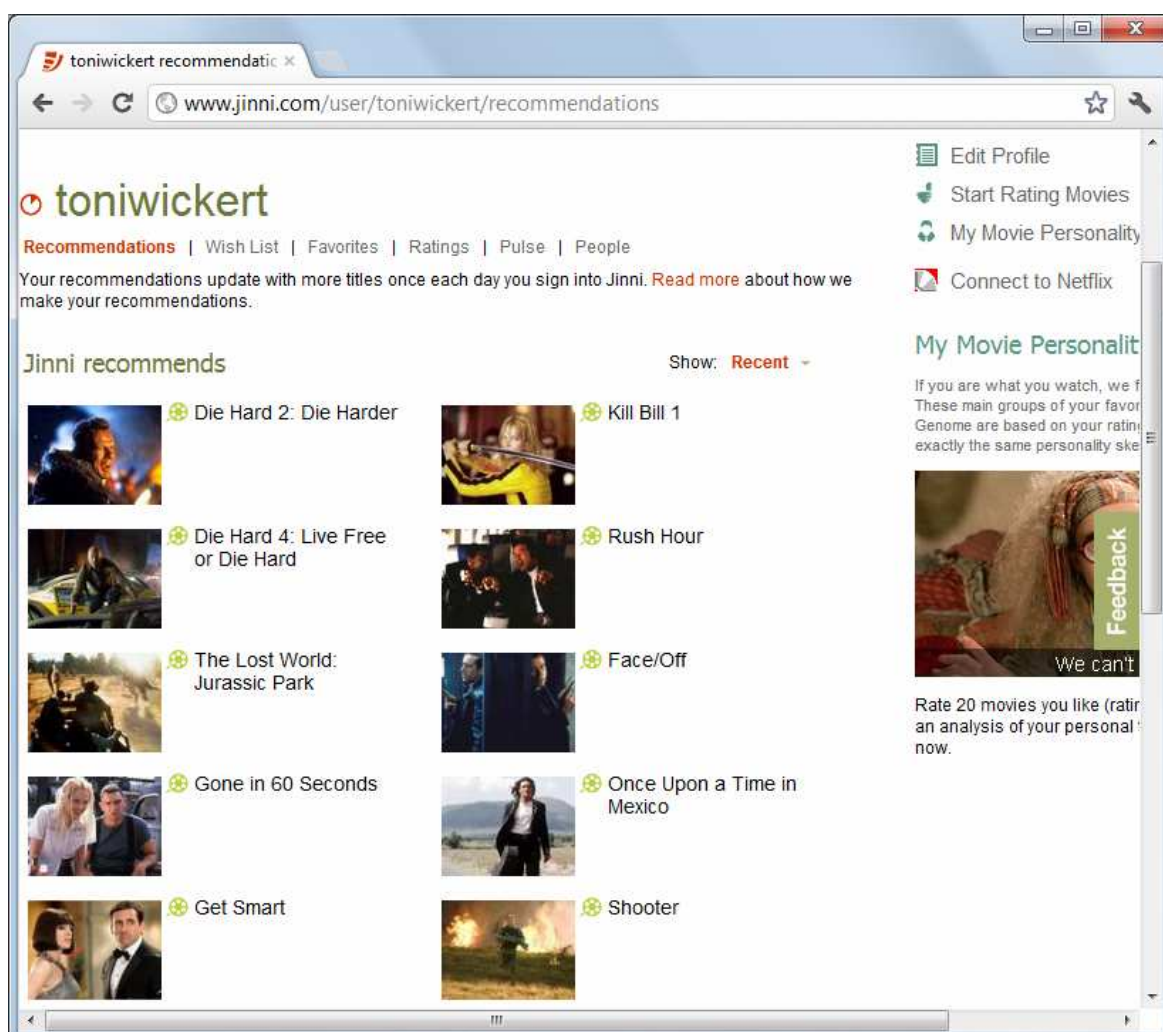 toniwickert recommendatic
www.jinni.com/user/toniwickert/recommendations
toniwickert
Recommendations | Wish List | Favorites | Ratings | Pulse | People
Your recommendations update with more titles once each day you sign into Jinni. Read more about how we
make your recommendations.
Jinni recommends
Show: Recent
Die Hard 2: Die Harder
Kill Bill 1
Die Hard 4: Live Free
or Die Hard
Rush Hour
The Lost World:
Jurassic Park
Face/Off
Gone in 60 Seconds
Once Upon a Time in
Mexico
Get Smart
Shooter
Edit Profile
Start Rating Movies
My Movie Personality
Connect to Netflix
My Movie Personalit
If you are what you watch, we f
These main groups of your favor
Genome are based on your rating
exactly the same personality ske
Feedback
We can't
Rate 20 movies you like (ratin
an analysis of your personal
now.